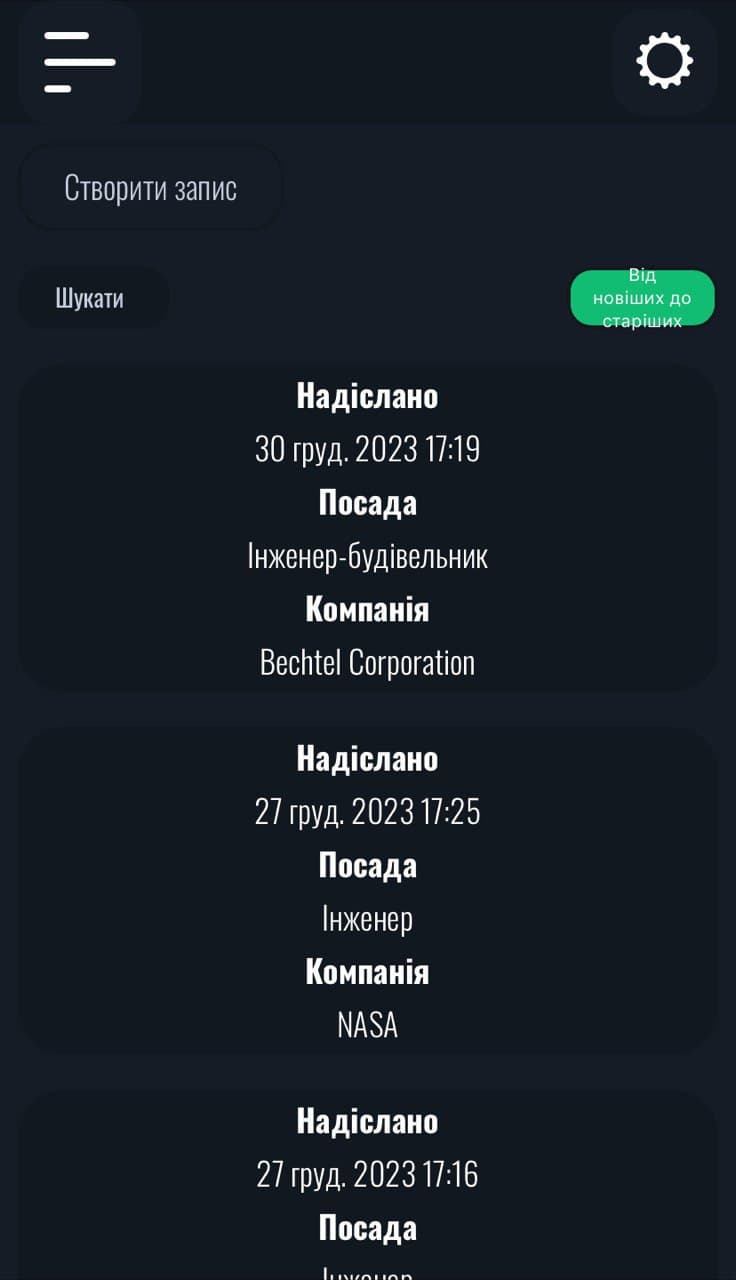 Створити запис
Шукати
Від
новіших до
старіших
Надіслано
30 груд. 2023 17:19
Посада
Інженер-будівельник
Компанія
Bechtel Corporation
Надіслано
27 груд. 2023 17:25
Посада
Інженер
Компанія
NASA
Надіслано
27 груд. 2023 17:16
Посада
Інженер